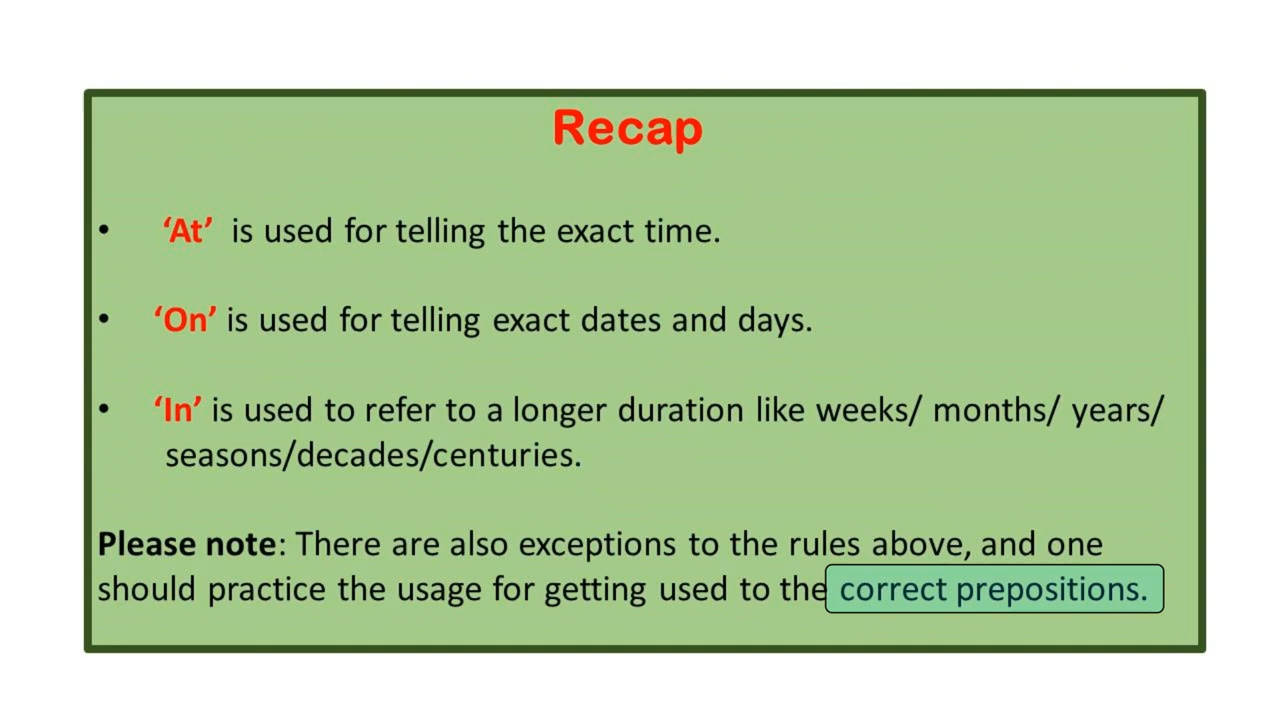 Recap
• ‘At’ is used for telling the exact time.
• ‘On’ is used for telling exact dates and days.
• ‘In’ is used to refer to a longer duration like weeks/ months/ years/
seasons/decades/centuries.
Please note: There are also exceptions to the rules above, and one
should practice the usage for getting used to the correct prepositions.